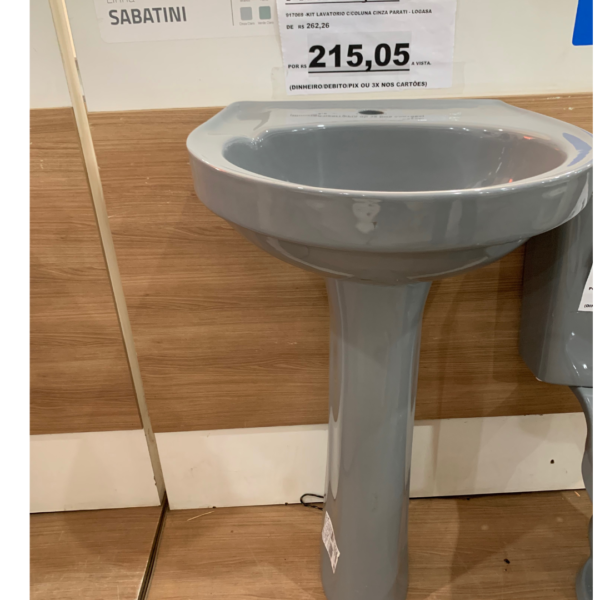 SABATINI
017069 -KIT LAVATORIO C/COLUNA CINZA PARATI - LOGASA
DE R$ 262,26
POR R$ 215,05 A VISTA.
(DINHEIRO/DEBITO/PIX OU 3X NOS CARTÕES)